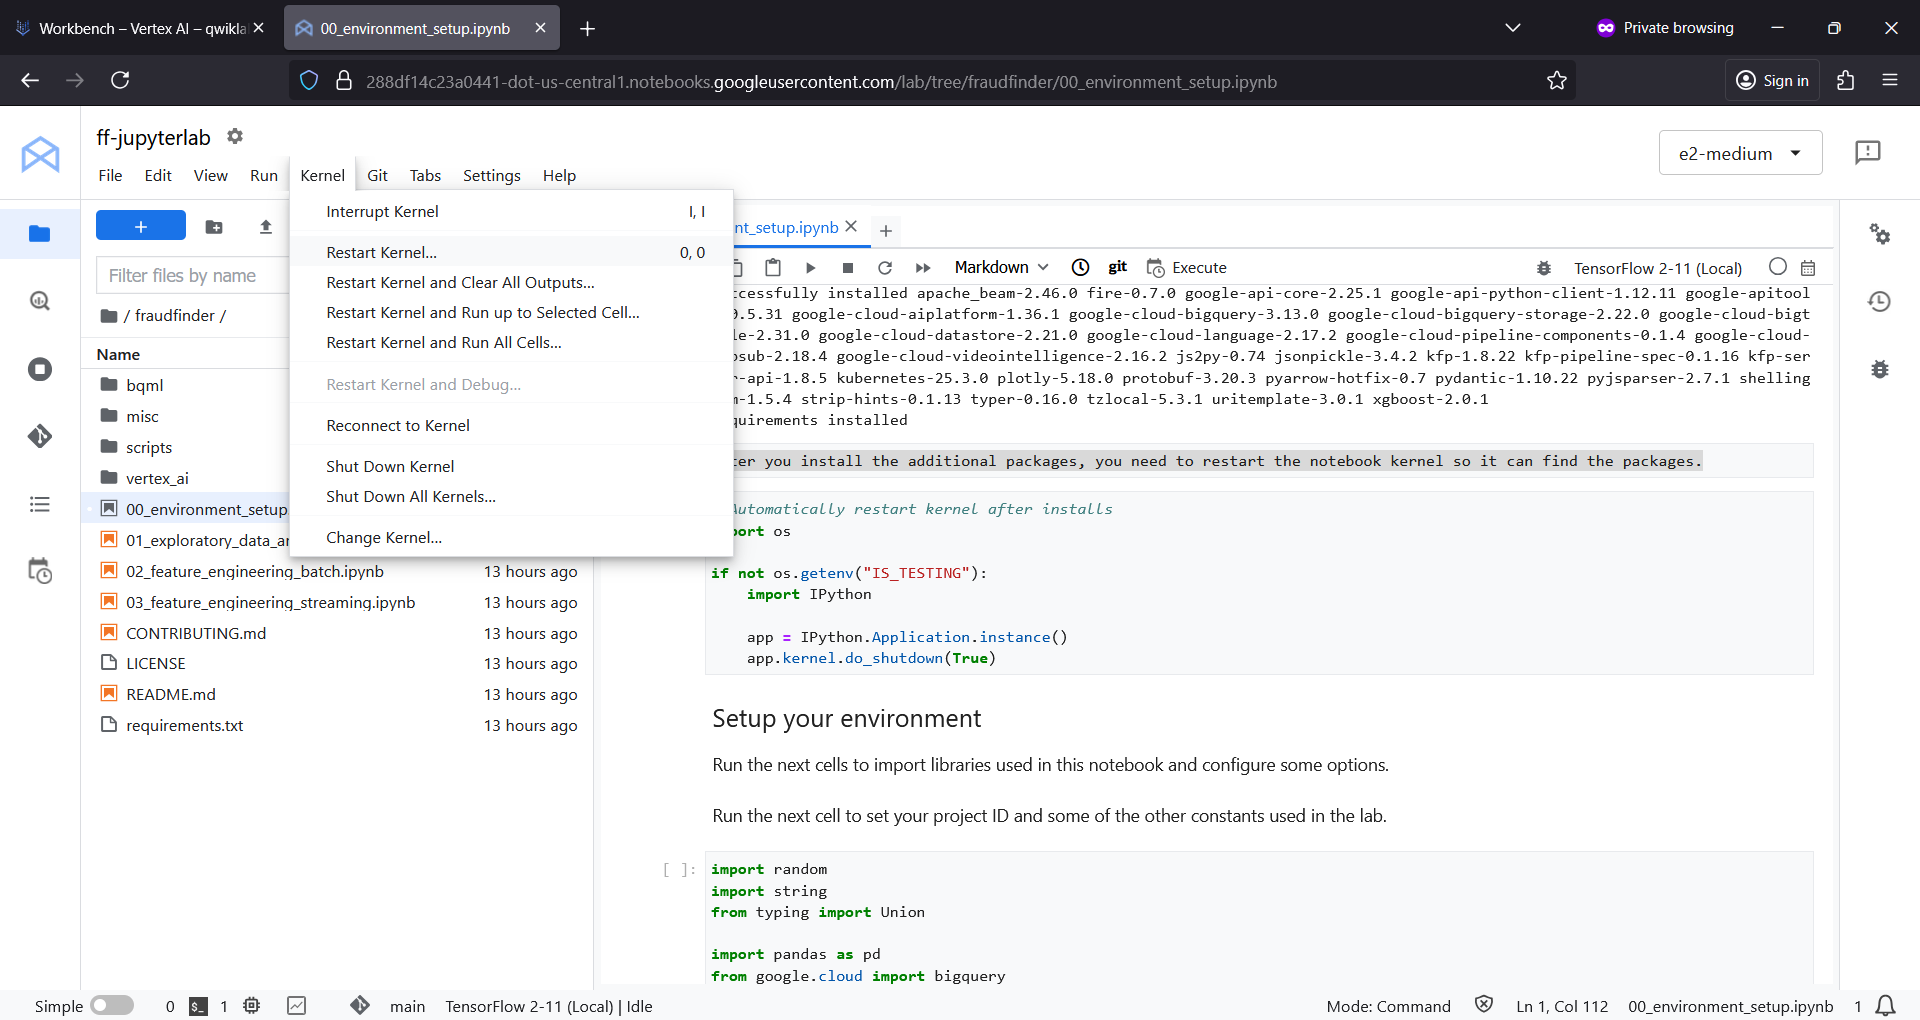 Workbench – Vertex AI – qwikla
00_environment_setup.ipynb
Private browsing
288df14c23a0441-dot-us-central1.notebooks.googleusercontent.com/lab/tree/fraudfinder/00_environment_setup.ipynb
Sign in
ff-jupyterlab
e2-medium
File Edit View Run Kernel Git Tabs Settings Help
Interrupt Kernel I, I
Restart Kernel... 0, 0
Restart Kernel and Clear All Outputs...
Restart Kernel and Run up to Selected Cell...
Restart Kernel and Run All Cells...
Restart Kernel and Debug...
Reconnect to Kernel
Shut Down Kernel
Shut Down All Kernels...
Change Kernel...
Filter files by name
/ fraudfinder /
Name
bqml
misc
scripts
vertex_ai
00_environment_setup
01_exploratory_data_an
02_feature_engineering_batch.ipynb 13 hours ago
03_feature_engineering_streaming.ipynb 13 hours ago
CONTRIBUTING.md 13 hours ago
LICENSE 13 hours ago
README.md 13 hours ago
requirements.txt 13 hours ago
nt_setup.ipynb
Markdown git Execute TensorFlow 2-11 (Local)
ccessfully installed apache_beam-2.46.0 fire-0.7.0 google-api-core-2.25.1 google-api-python-client-1.12.11 google-apitool
0.5.31 google-cloud-aiplatform-1.36.1 google-cloud-bigquery-3.13.0 google-cloud-bigquery-storage-2.22.0 google-cloud-bigt
le-2.31.0 google-cloud-datastore-2.21.0 google-cloud-language-2.17.2 google-cloud-pipeline-components-0.1.4 google-cloud-
bsub-2.18.4 google-cloud-videointelligence-2.16.2 js2py-0.74 jsonpickle-3.4.2 kfp-1.8.22 kfp-pipeline-spec-0.1.16 kfp-ser
r-api-1.8.5 kubernetes-25.3.0 plotly-5.18.0 protobuf-3.20.3 pyarrow-hotfix-0.7 pydantic-1.10.22 pyjsparser-2.7.1 shelling
m-1.5.4 strip-hints-0.1.13 typer-0.16.0 tzlocal-5.3.1 uritemplate-3.0.1 xgboost-2.0.1
quirements installed
ter you install the additional packages, you need to restart the notebook kernel so it can find the packages.
Automatically restart kernel after installs
port os
if not os.getenv("IS_TESTING"):
import IPython
app = IPython.Application.instance()
app.kernel.do_shutdown(True)
Setup your environment
Run the next cells to import libraries used in this notebook and configure some options.
Run the next cell to set your project ID and some of the other constants used in the lab.
[ ]: import random
import string
from typing import Union
import pandas as pd
from google.cloud import bigquery
Simple 0 $_ 1 main TensorFlow 2-11 (Local) | Idle Mode: Command Ln 1, Col 112 00_environment_setup.ipynb 1